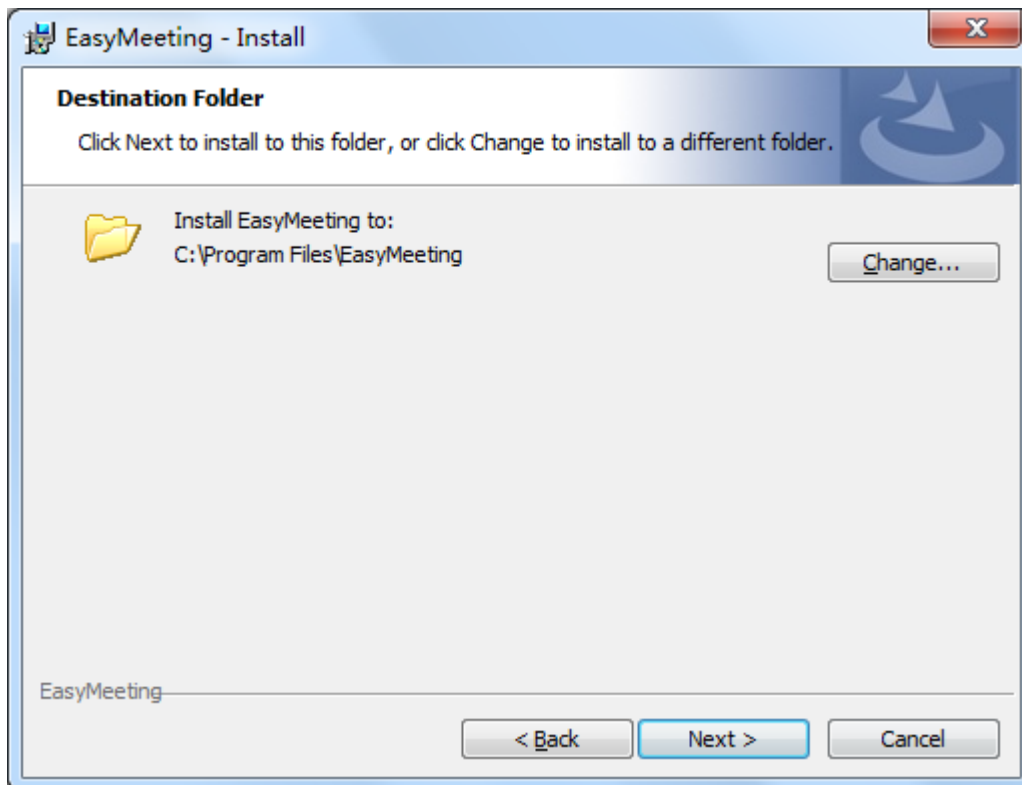 EasyMeeting - Install
Destination Folder
Click Next to install to this folder, or click Change to install to a different folder.
Install EasyMeeting to:
C:\Program Files\EasyMeeting
Change...
EasyMeeting
< Back
Next >
Cancel